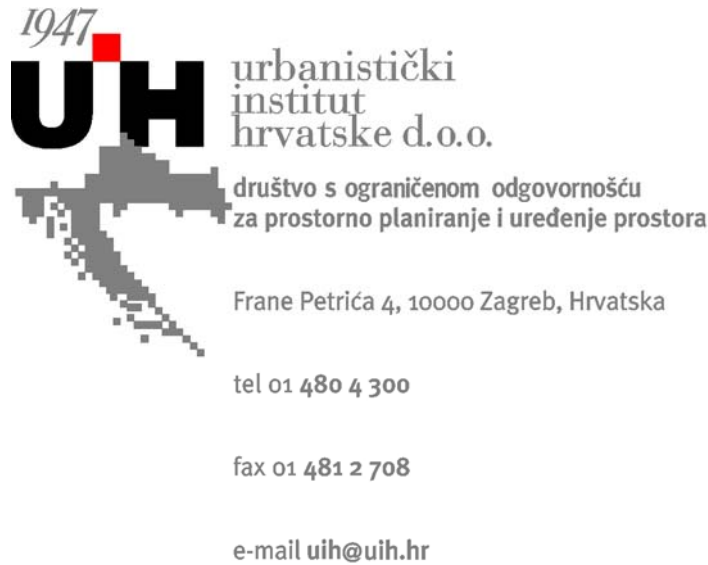 1947
UiH
urbanistički
institut
hrvatske d.o.o.
društvo s ograničenom odgovornošću
za prostorno planiranje i uređenje prostora
Frane Petrića 4, 10000 Zagreb, Hrvatska
tel 01 480 4 300
fax 01 481 2 708
e-mail uih@uih.hr